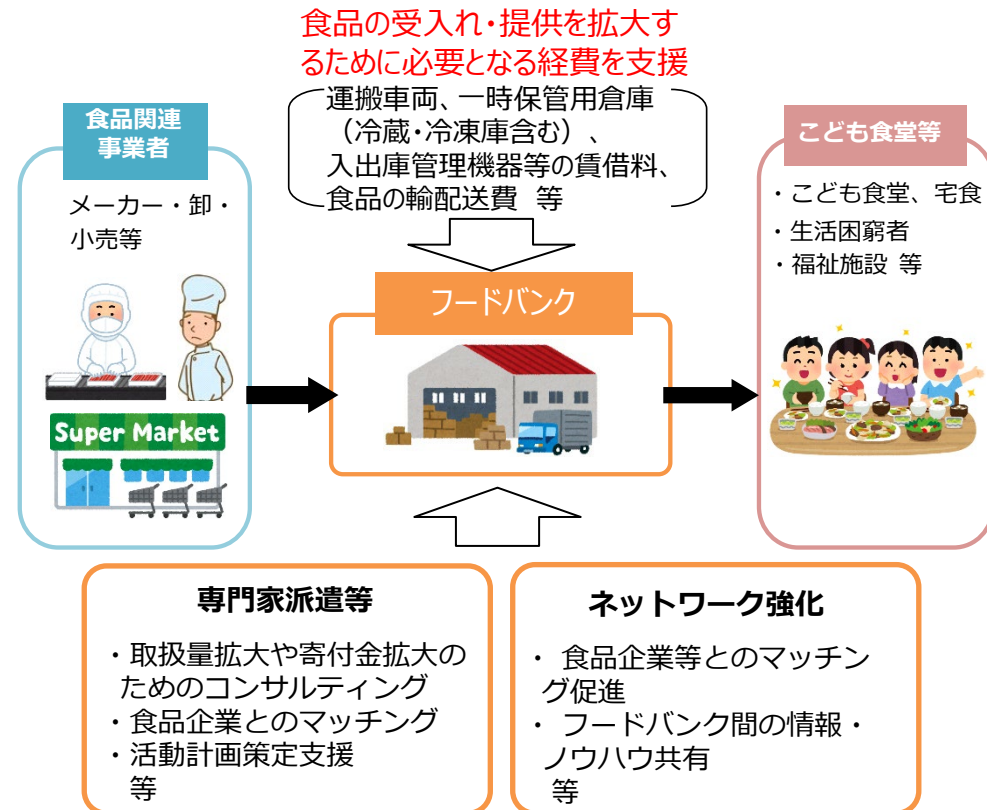 食品の受入れ・提供を拡大す
るために必要となる経費を支援
運搬車両、一時保管用倉庫
（冷蔵・冷凍庫含む）、
入出庫管理機器等の賃借料、
食品の輸配送費 等
食品関連
事業者
メーカー・卸・
小売等
Super Market
フードバンク
こども食堂等
・こども食堂、宅食
・生活困窮者
・福祉施設 等
専門家派遣等
・取扱量拡大や寄付金拡大の
ためのコンサルティング
・食品企業とのマッチング
・活動計画策定支援
等
ネットワーク強化
・ 食品企業等とのマッチン
グ促進
・ フードバンク間の情報・
ノウハウ共有
等